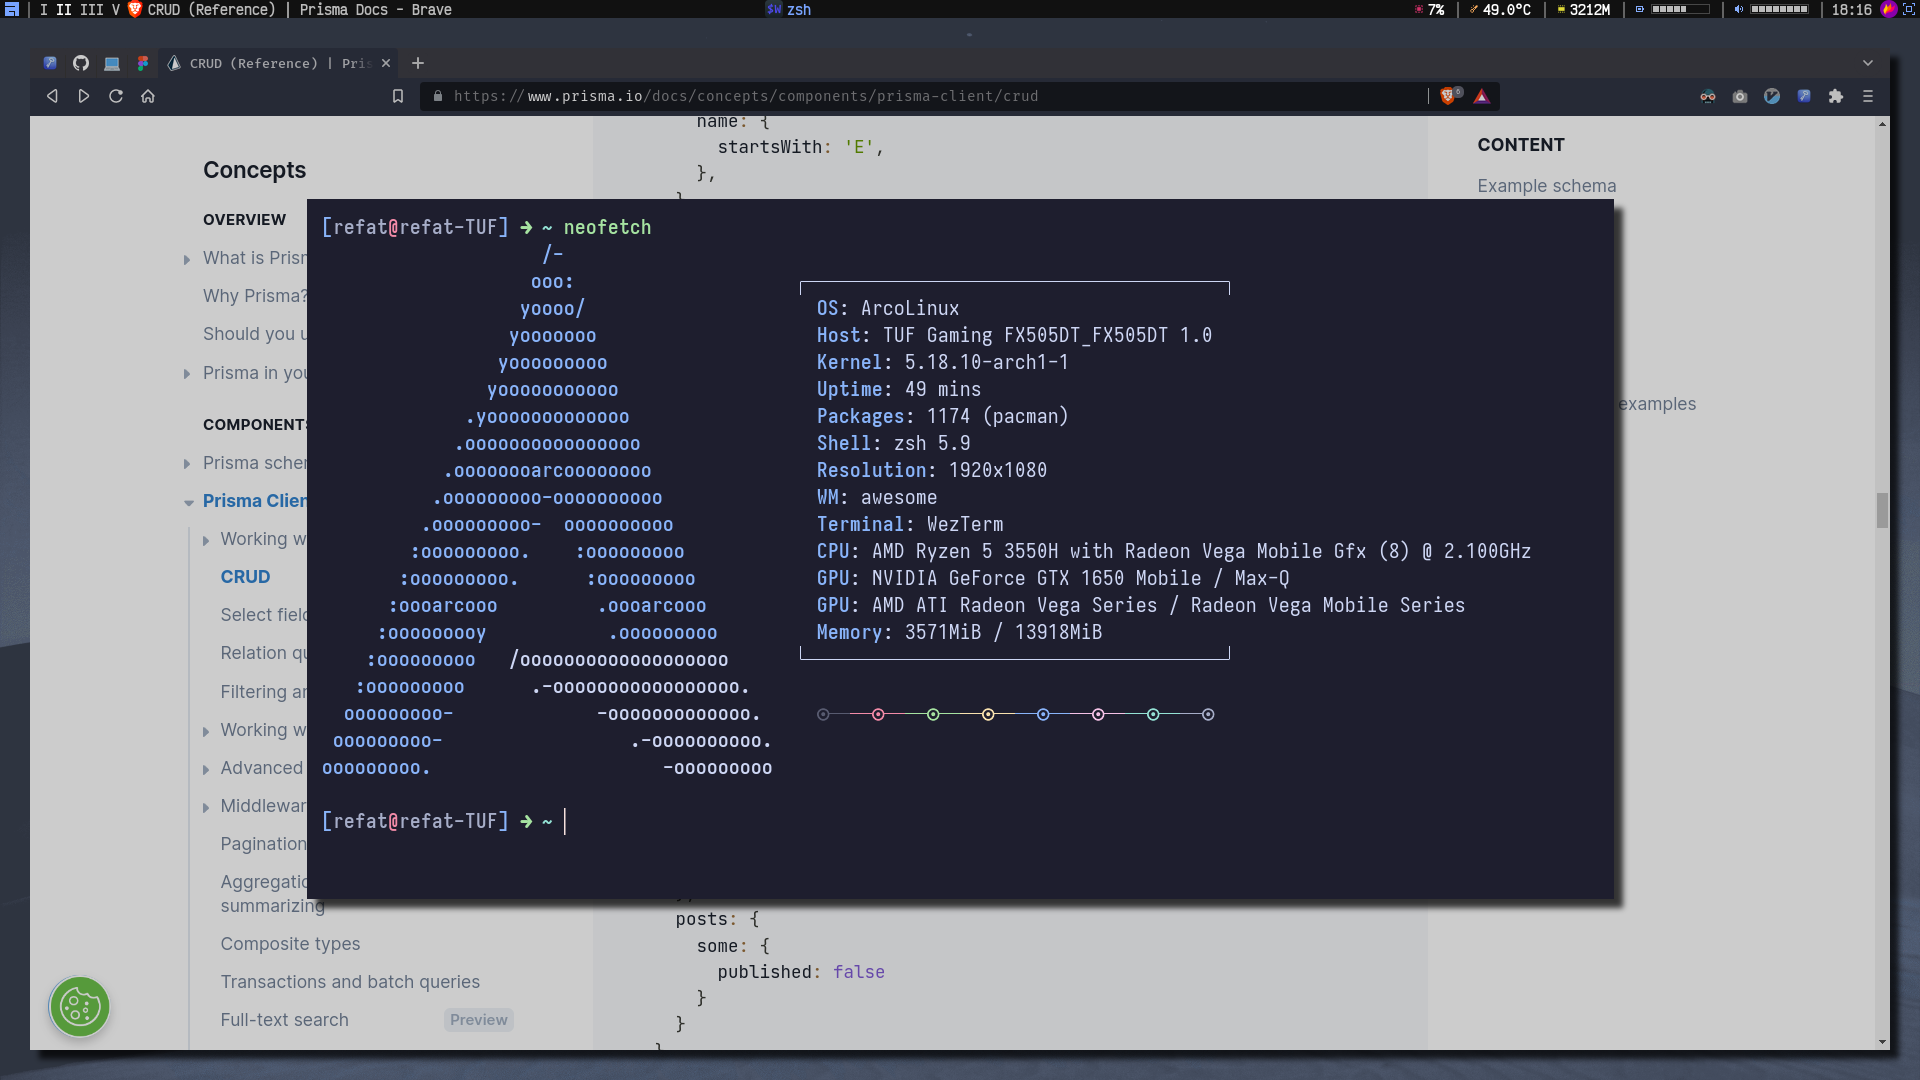 I II III V CRUD (Reference) | Prisma Docs - Brave
zsh
7% 49.0°C 3212M 18:16
CRUD (Reference) | Pris
https://www.prisma.io/docs/concepts/components/prisma-client/crud
6
Concepts
OVERVIEW
What is Prism
Why Prisma?
Should you u
Prisma in you
COMPONENTS
Prisma schem
Prisma Clien
Working w
CRUD
Select field
Relation qu
Filtering an
Working w
Advanced
Middlewar
Pagination
Aggregatio
summarizing
Composite types
Transactions and batch queries
Full-text search Preview
name: {
startsWith: 'E',
},
}
[refat@refat-TUF] ➜ ~ neofetch
/-
ooo:
yoooo/
yooooooo
yooooooooo
yooooooooooo
.yooooooooooooo
.oooooooooooooooo
.oooooooarcoooooooo
.ooooooooo-oooooooooo
.ooooooooo-  oooooooooo
:ooooooooo.    :ooooooooo
:ooooooooo.      :ooooooooo
:oooarcooo         .oooarcooo
:ooooooooy           .ooooooooo
:ooooooooo   /ooooooooooooooooooo
:ooooooooo      .-ooooooooooooooooo.
ooooooooo-             -ooooooooooooo.
ooooooooo-                 .-oooooooooo.
ooooooooo.                     -ooooooooo
OS: ArcoLinux
Host: TUF Gaming FX505DT_FX505DT 1.0
Kernel: 5.18.10-arch1-1
Uptime: 49 mins
Packages: 1174 (pacman)
Shell: zsh 5.9
Resolution: 1920x1080
WM: awesome
Terminal: WezTerm
CPU: AMD Ryzen 5 3550H with Radeon Vega Mobile Gfx (8) @ 2.100GHz
GPU: NVIDIA GeForce GTX 1650 Mobile / Max-Q
GPU: AMD ATI Radeon Vega Series / Radeon Vega Mobile Series
Memory: 3571MiB / 13918MiB
[refat@refat-TUF] ➜ ~
posts: {
some: {
published: false
}
}
CONTENT
Example schema
examples